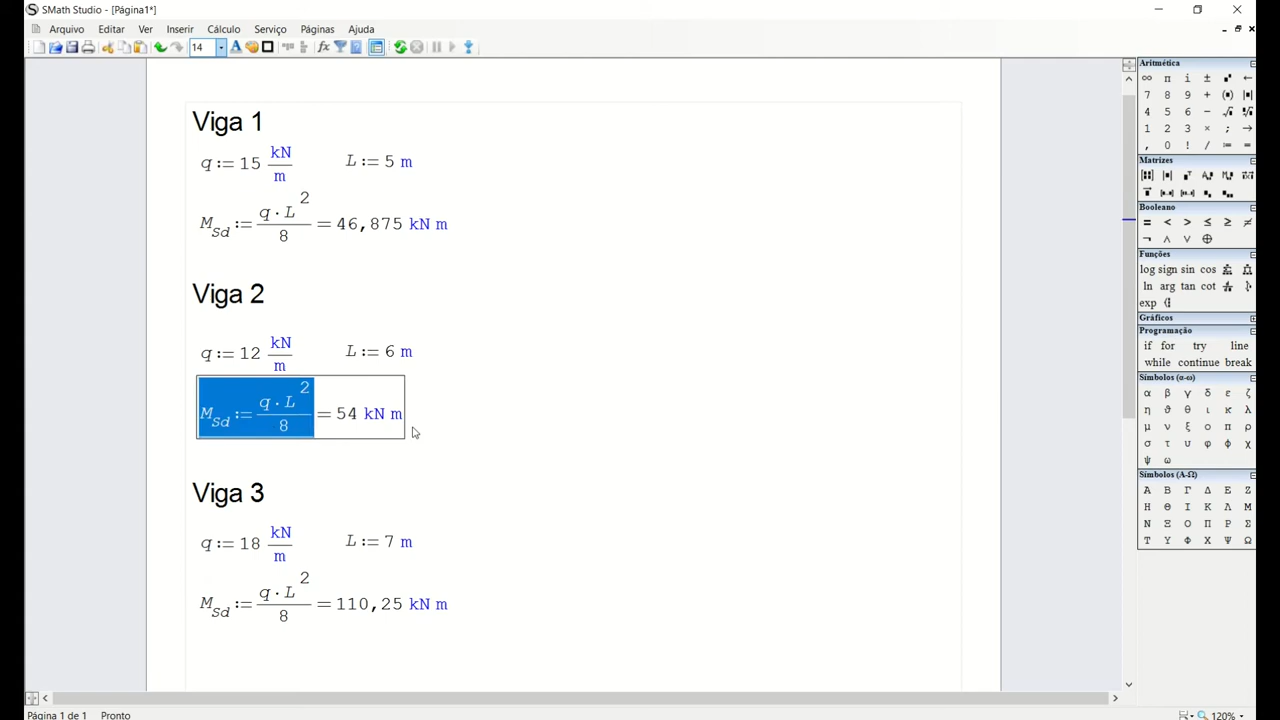 SMath Studio - [Página1*]
Arquivo Editar Ver Inserir Cálculo Serviço Páginas Ajuda
14
Viga 1
q:=15 kN/m L:=5 m
M_Sd:=q·L^2/8=46,875 kN m
Viga 2
q:=12 kN/m L:=6 m
M_Sd:=q·L^2/8=54 kN m
Viga 3
q:=18 kN/m L:=7 m
M_Sd:=q·L^2/8=110,25 kN m
Aritmética
∞ π i ±
7 8 9 +
4 5 6 −
1 2 3 × ; →
, 0 ! / := =
Matrizes
Booleano
= < > ≤ ≥ ≠
¬ ∧ ∨ ⊕
Funções
log sign sin cos
ln arg tan cot
exp
Gráficos
Programação
if for try line
while continue break
Símbolos (α-ω)
α β γ δ ε ζ
η ϑ θ ι κ λ
μ ν ξ ο π ρ
σ τ υ φ ϕ χ
ψ ω
Símbolos (Α-Ω)
Α Β Γ Δ Ε Ζ
Η Θ Ι Κ Λ Μ
Ν Ξ Ο Π Ρ Σ
Τ Υ Φ Χ Ψ Ω
Página 1 de 1 Pronto
120%